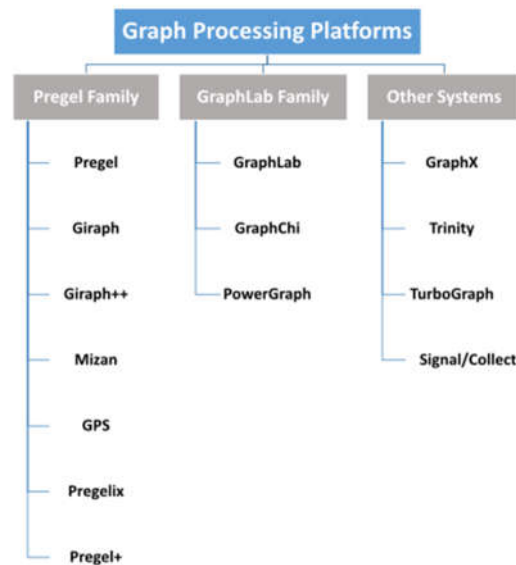 Graph Processing Platforms
Pregel Family
Pregel
Giraph
Giraph++
Mizan
GPS
Pregelix
Pregel+
GraphLab Family
GraphLab
GraphChi
PowerGraph
Other Systems
GraphX
Trinity
TurboGraph
Signal/Collect